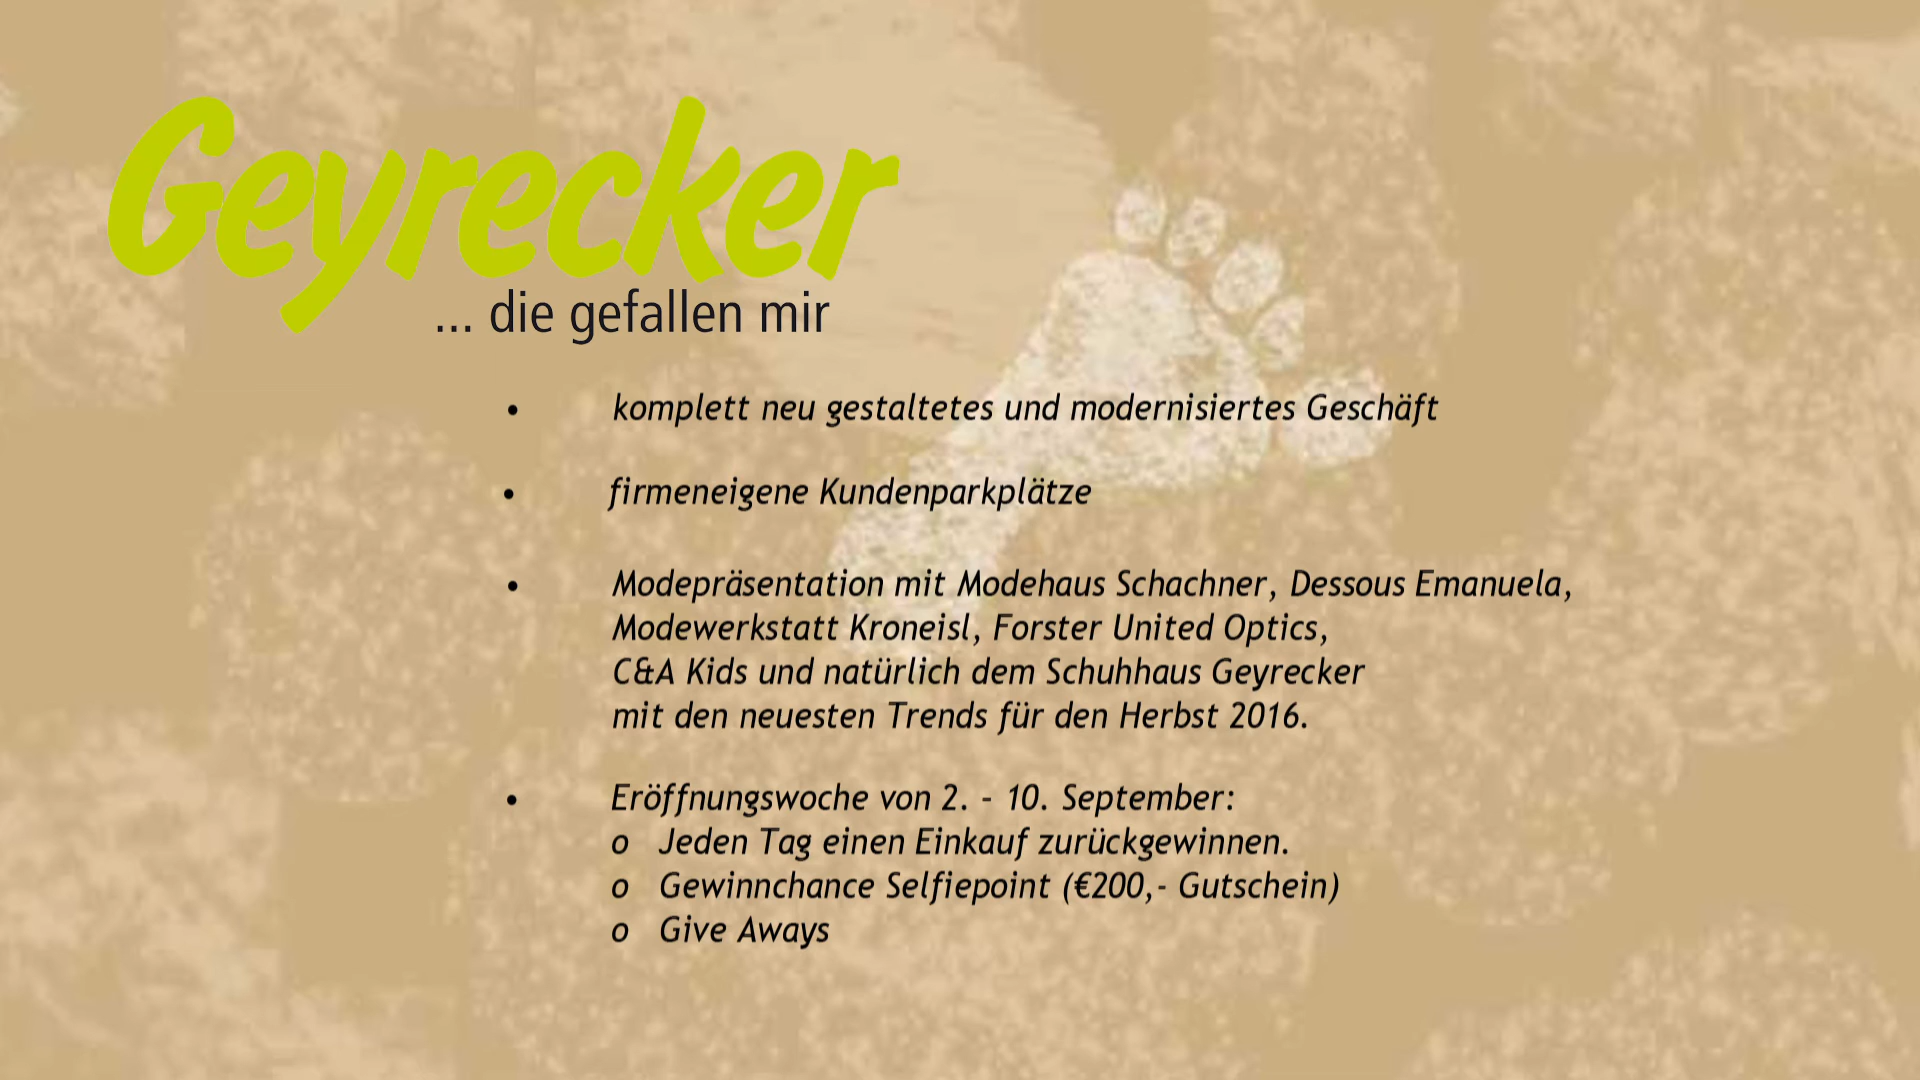 Geyrecker
... die gefallen mir
• komplett neu gestaltetes und modernisiertes Geschäft
• firmeneigene Kundenparkplätze
• Modepräsentation mit Modehaus Schachner, Dessous Emanuela,
Modewerkstatt Kroneisl, Forster United Optics,
C&A Kids und natürlich dem Schuhhaus Geyrecker
mit den neuesten Trends für den Herbst 2016.
• Eröffnungswoche von 2. - 10. September:
o Jeden Tag einen Einkauf zurückgewinnen.
o Gewinnchance Selfiepoint (€200,- Gutschein)
o Give Aways